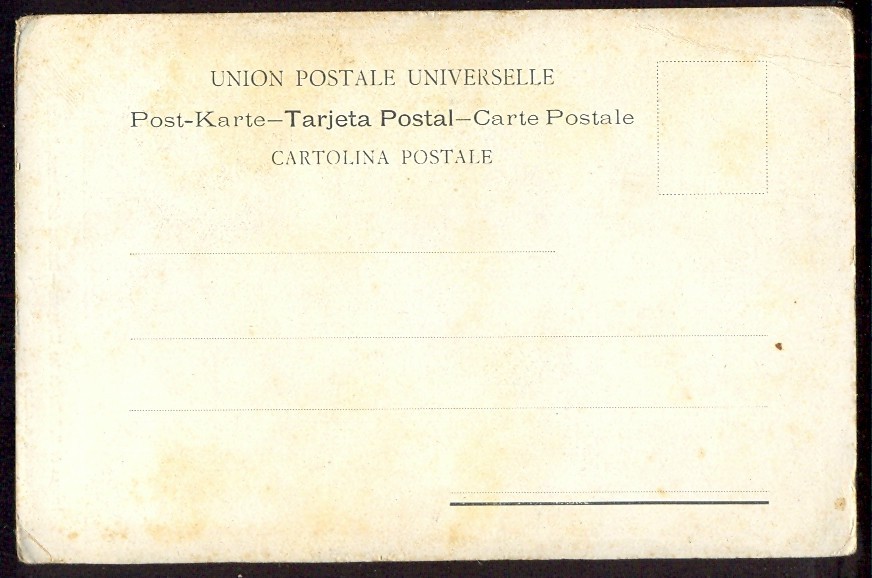 UNION POSTALE UNIVERSELLE
Post-Karte—Tarjeta Postal—Carte Postale
CARTOLINA POSTALE